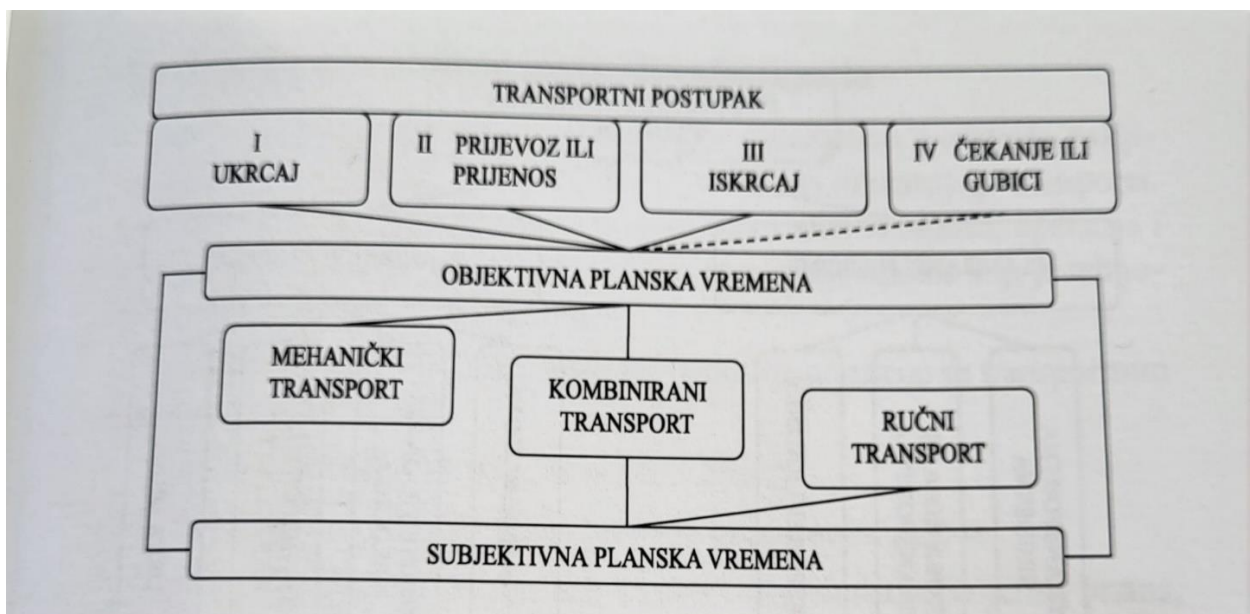 TRANSPORTNI POSTUPAK
I
UKRCAJ
II PRIJEVOZ ILI
PRIJENOS
III
ISKRCAJ
IV ČEKANJE ILI
GUBICI
OBJEKTIVNA PLANSKA VREMENA
MEHANIČKI
TRANSPORT
KOMBINIRANI
TRANSPORT
RUČNI
TRANSPORT
SUBJEKTIVNA PLANSKA VREMENA